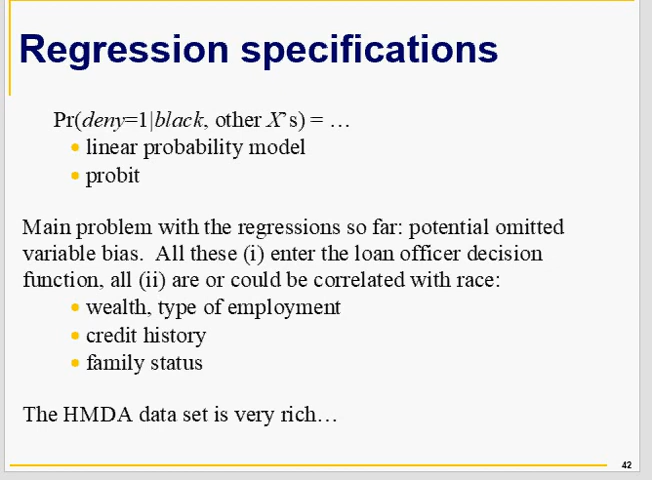 Regression specifications
Pr(deny=1|black, other X's) = …
• linear probability model
• probit
Main problem with the regressions so far: potential omitted
variable bias.  All these (i) enter the loan officer decision
function, all (ii) are or could be correlated with race:
• wealth, type of employment
• credit history
• family status
The HMDA data set is very rich…
42